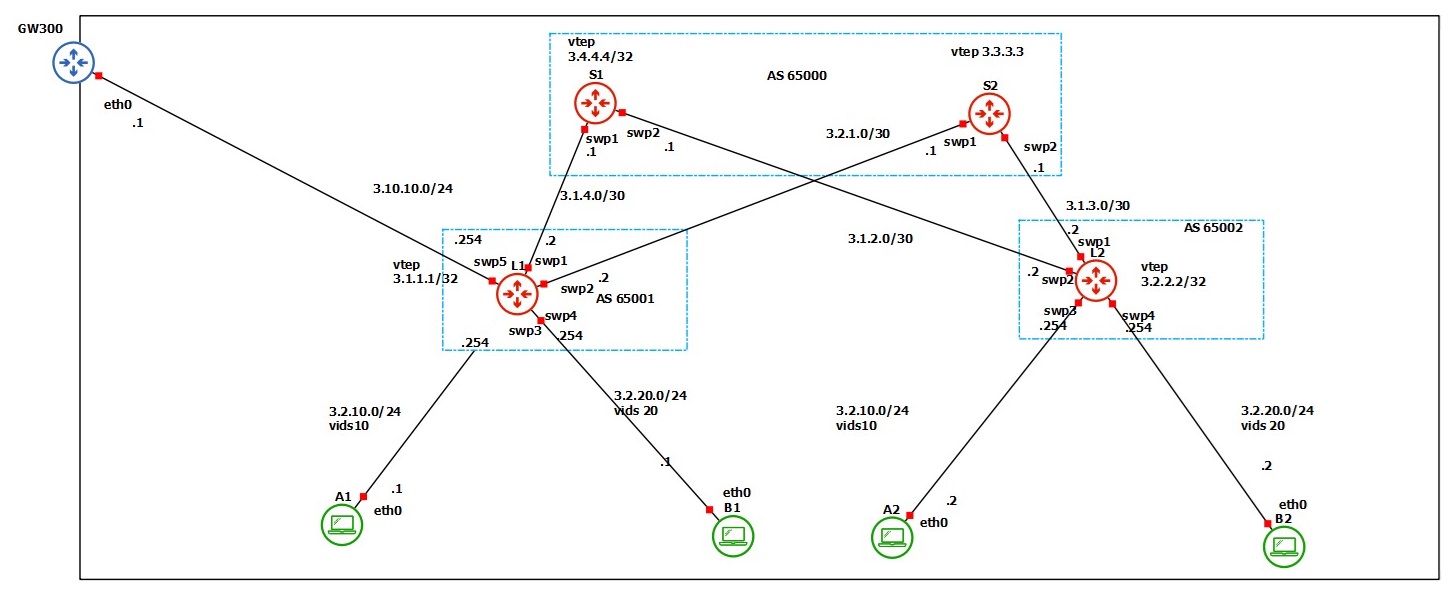 GW300
eth0
.1
vtep
3.4.4.4/32
S1
AS 65000
vtep 3.3.3.3
S2
swp1
.1
swp2
.1
3.2.1.0/30
.1
swp1
swp2
.1
3.10.10.0/24
3.1.4.0/30
3.1.2.0/30
3.1.3.0/30
.254
.2
swp5
L1
swp1
vtep
3.1.1.1/32
.2
swp2
AS 65001
swp3
swp4
.254
.254
AS 65002
.2
swp1
L2
.2
swp2
vtep
3.2.2.2/32
swp3
.254
swp4
.254
3.2.10.0/24
vids10
3.2.20.0/24
vids 20
3.2.10.0/24
vids10
3.2.20.0/24
vids 20
.1
A1
eth0
.1
eth0
B1
.2
A2
eth0
.2
eth0
B2